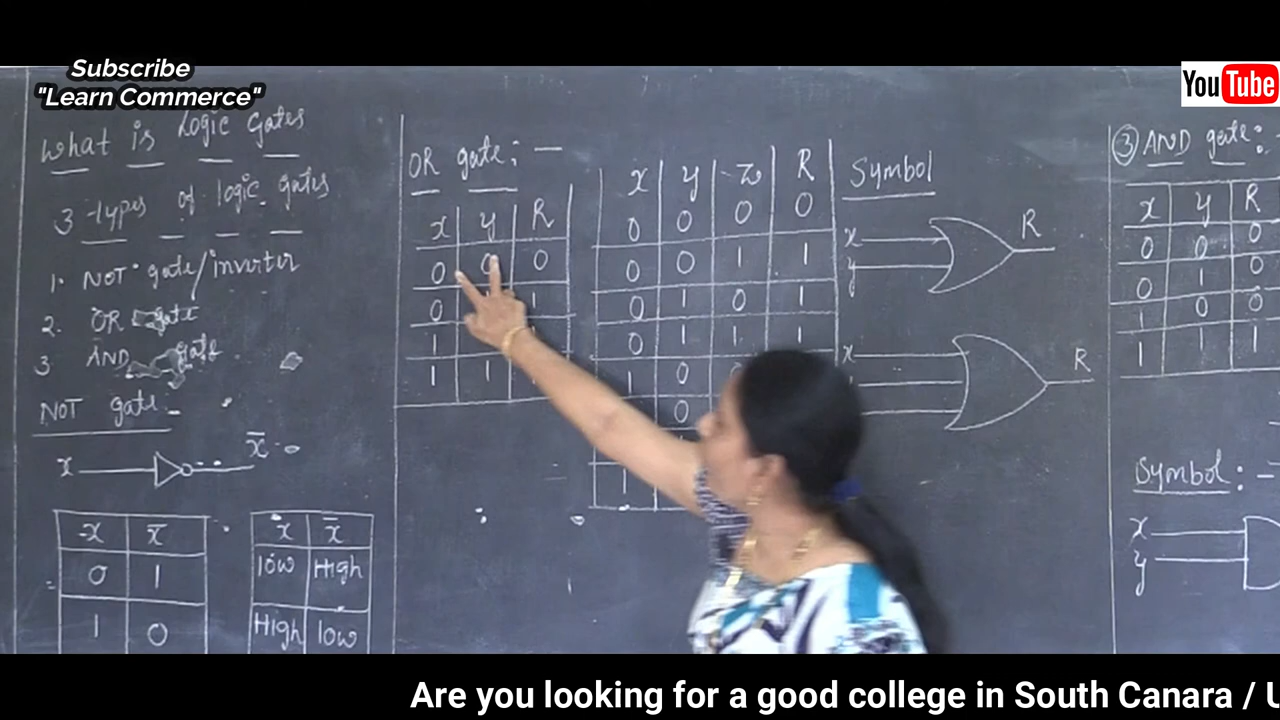 Subscribe
"Learn Commerce"
You Tube
What is Logic Gates
3 types of logic gates
1. NOT gate/inverter
2. OR gate
3 AND gate
NOT gate
x x̅
x x̅
0 1
1 0
x x̅
low High
High low
OR gate: -
x y R
0 0 0
0 1
1
1 1
x y z R
0 0 0 0
0 0 1 1
0 1 0 1
0 1 1 1
1 0
0
1
Symbol
x R
y
x R
③ AND gate:
x y R
0 0 0
0 1 0
1 0 0
1 1 1
Symbol: -
x
y
Are you looking for a good college in South Canara /